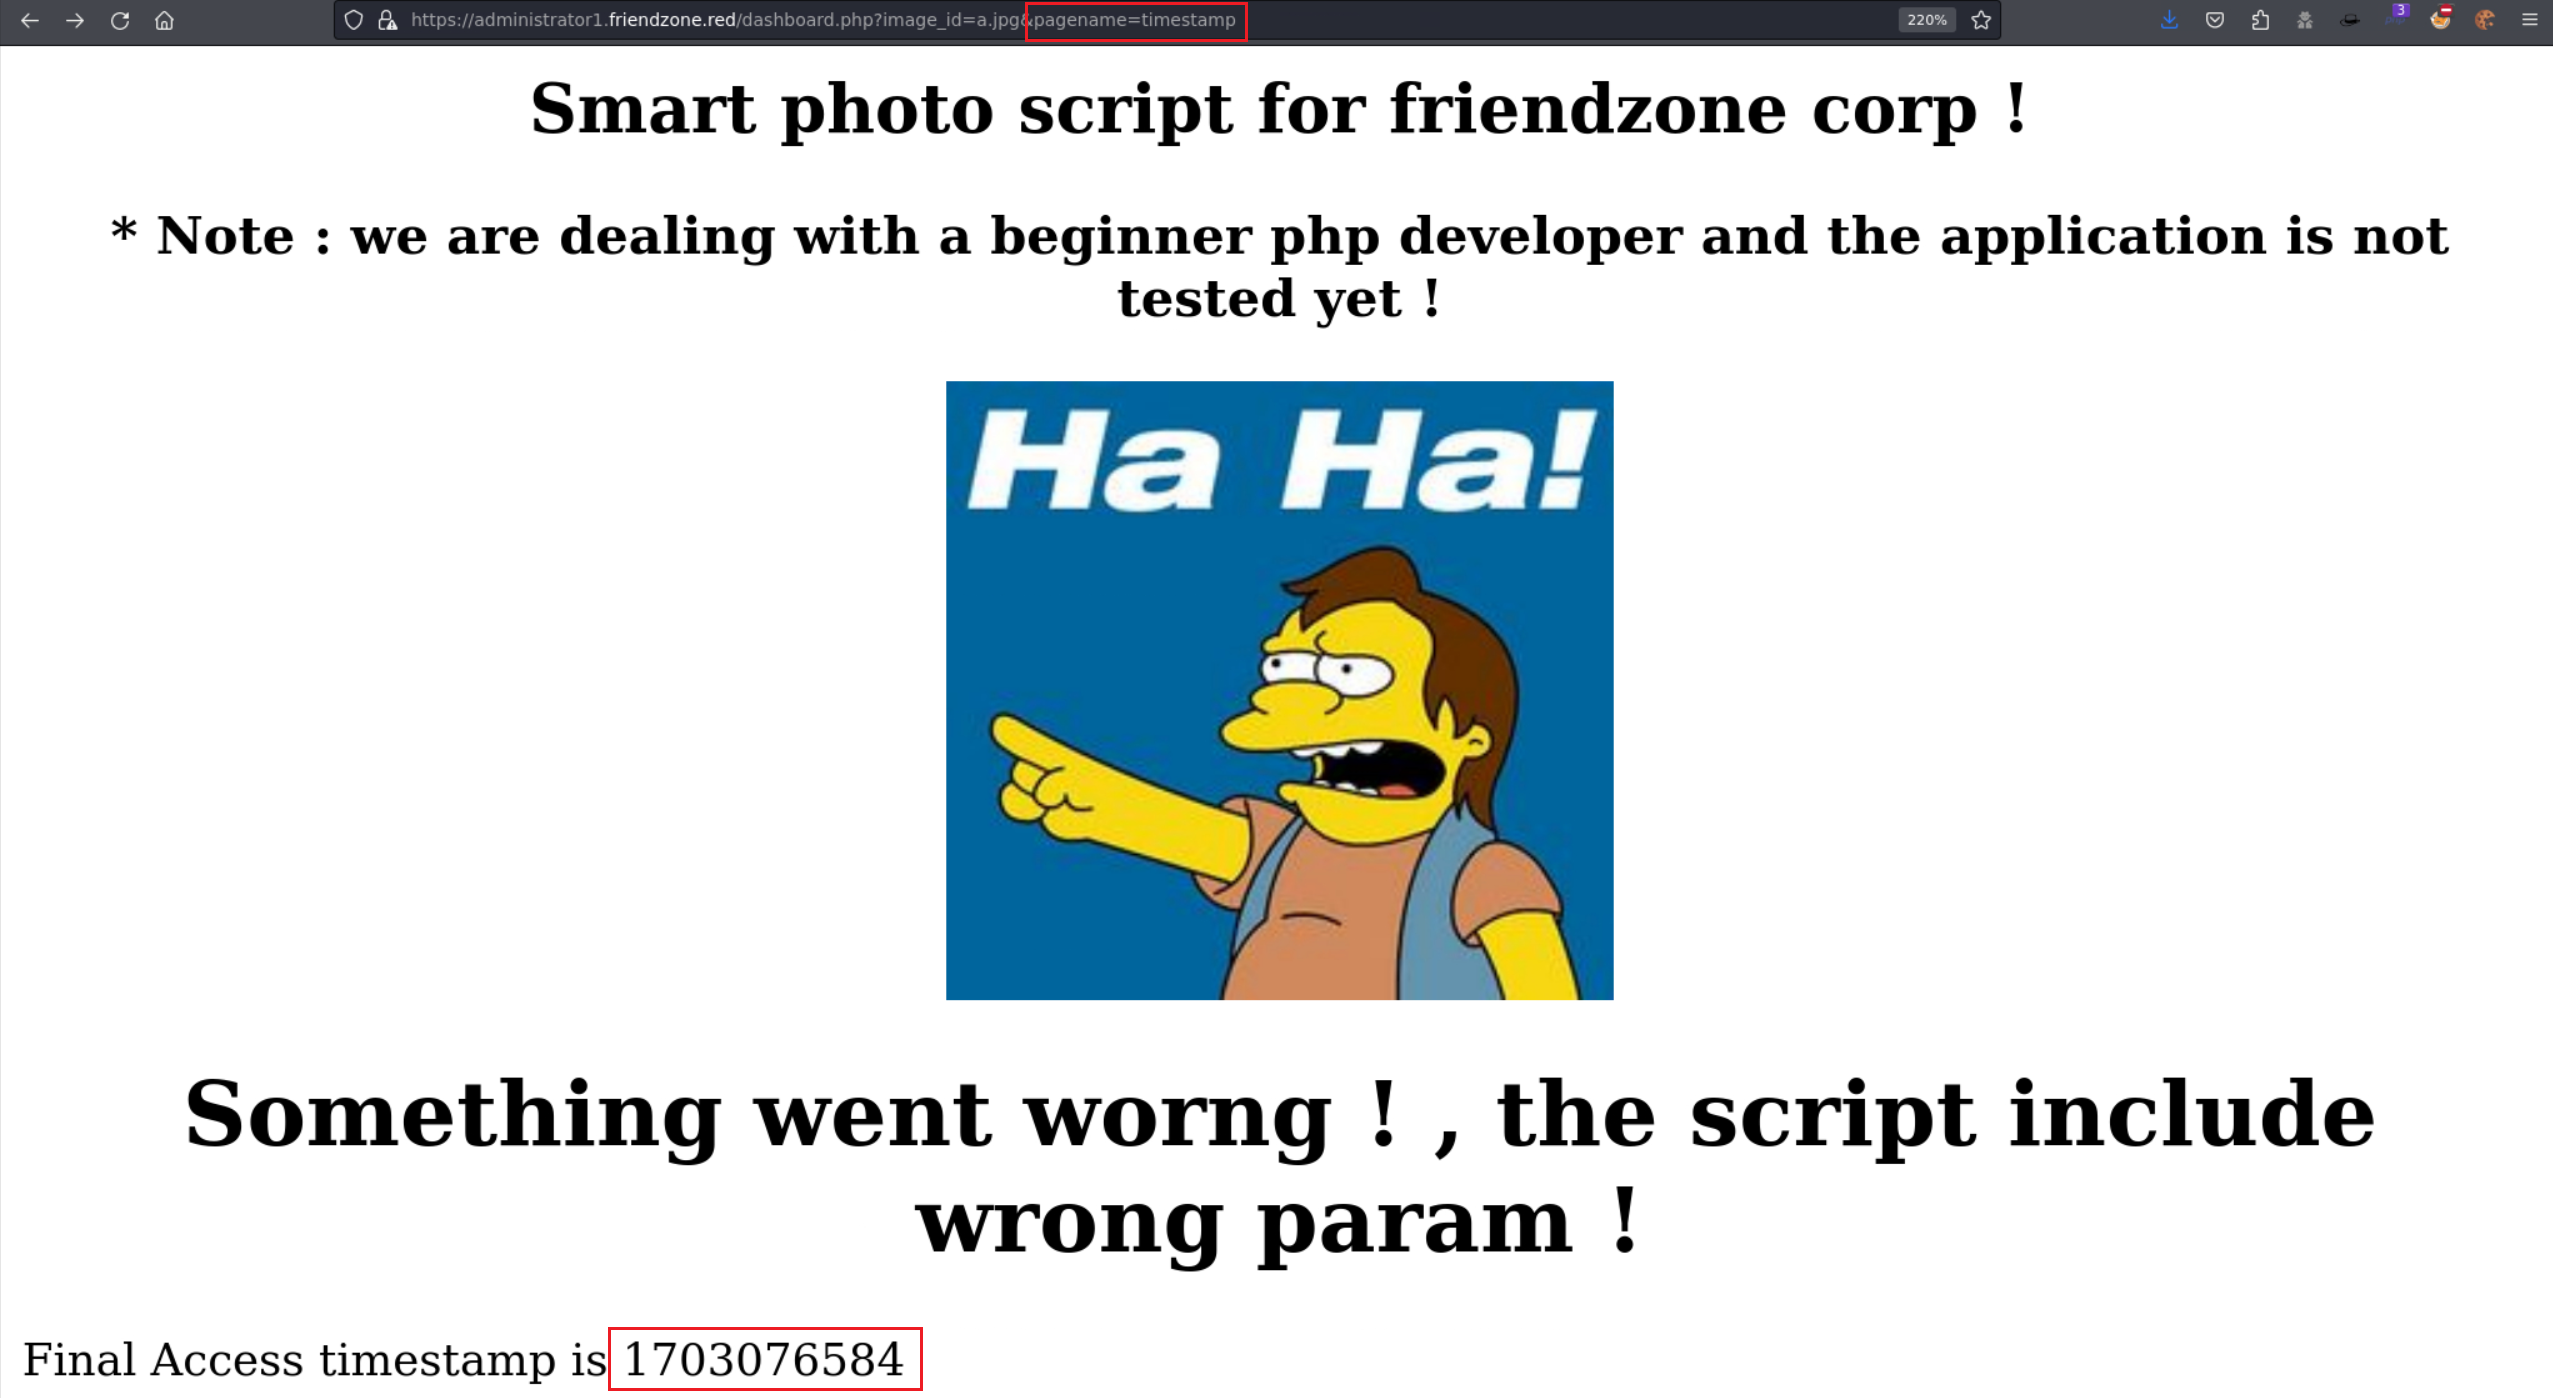 https://administrator1.friendzone.red/dashboard.php?image_id=a.jpg&pagename=timestamp
220%
3
Smart photo script for friendzone corp !
* Note : we are dealing with a beginner php developer and the application is not
tested yet !
Ha Ha!
Something went worng ! , the script include
wrong param !
Final Access timestamp is 1703076584